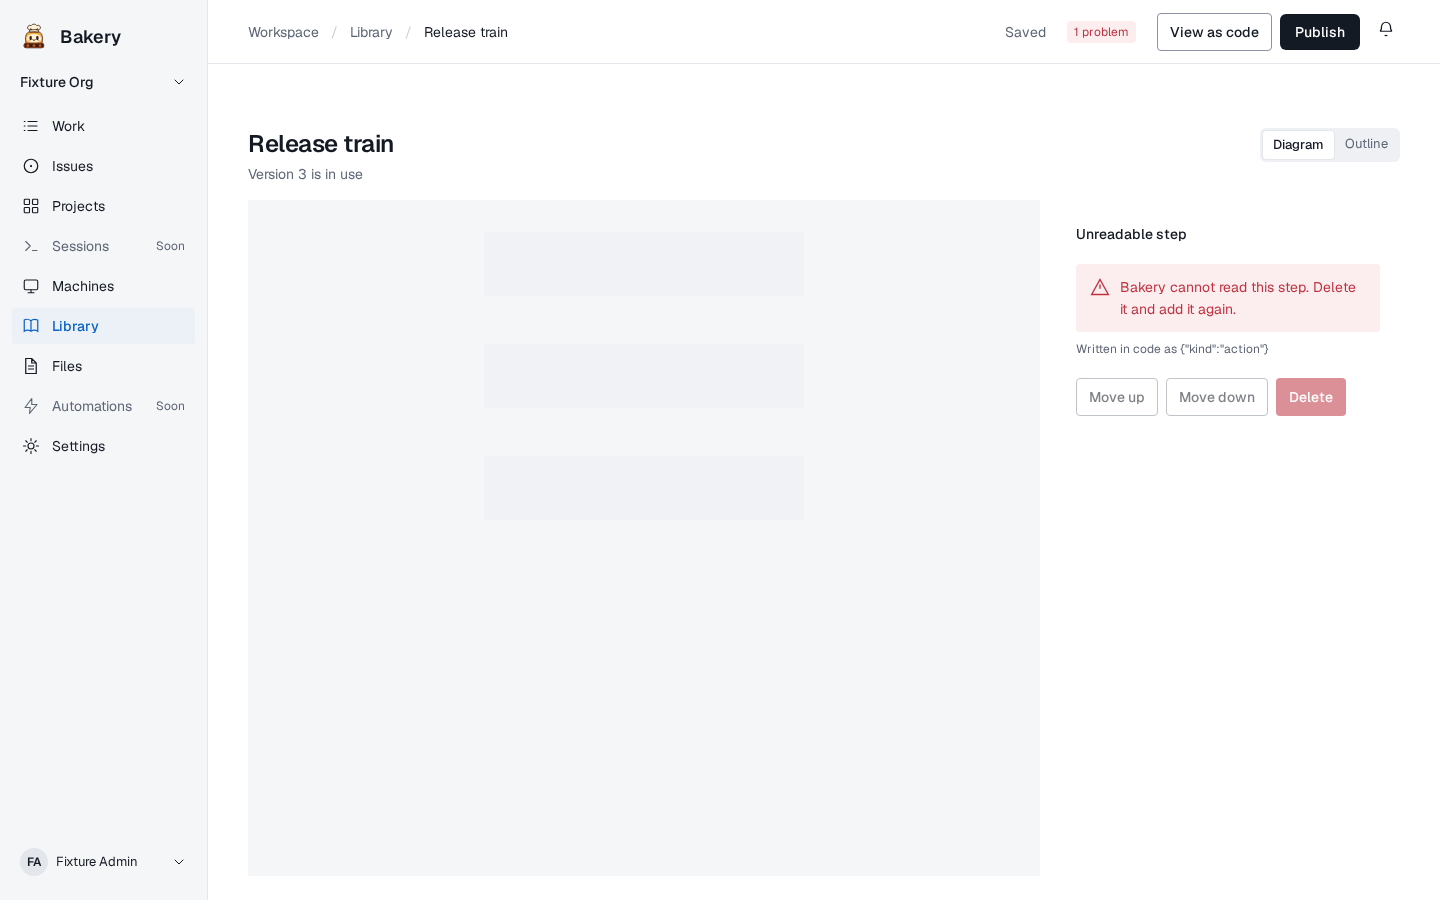 Bakery
Fixture Org
Work
Issues
Projects
Sessions Soon
Machines
Library
Files
Automations Soon
Settings
FA Fixture Admin
Workspace / Library / Release train
Saved 1 problem View as code Publish
Release train
Version 3 is in use
Diagram Outline
Unreadable step
Bakery cannot read this step. Delete
it and add it again.
Written in code as {"kind":"action"}
Move up Move down Delete